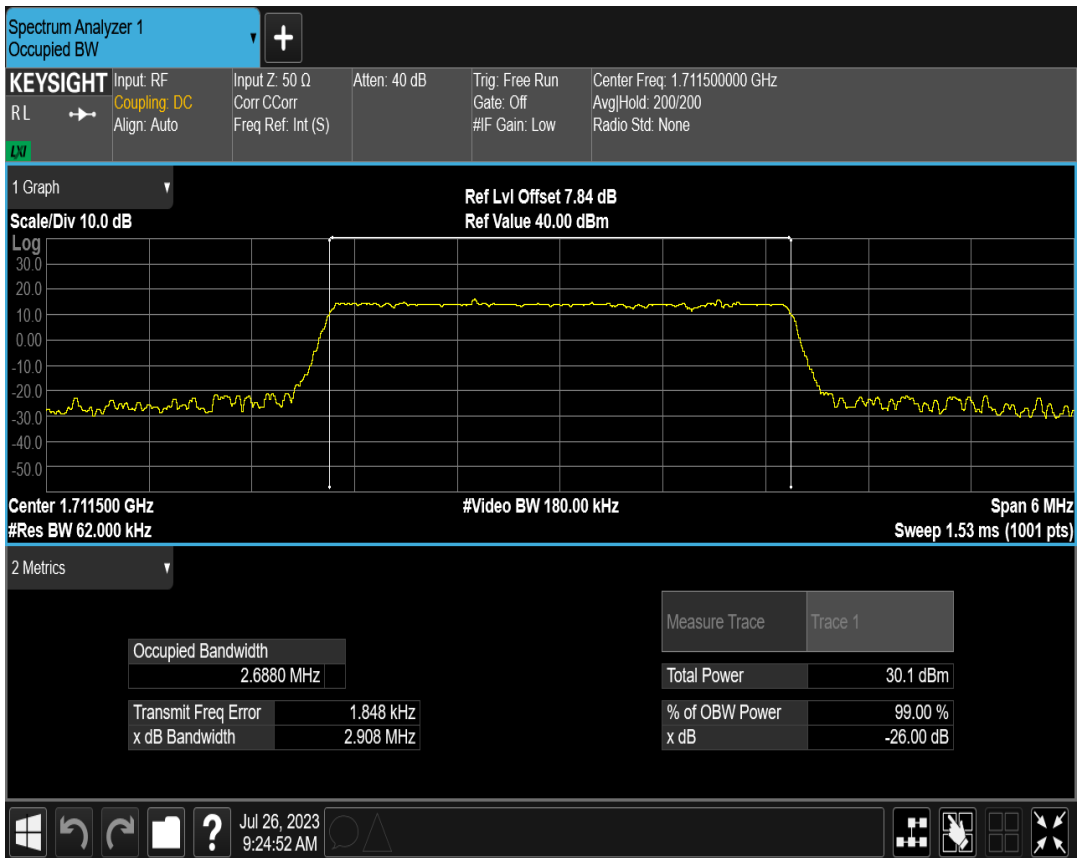 Spectrum Analyzer 1
Occupied BW
+
KEYSIGHT
RL
LXI
Input: RF
Coupling: DC
Align: Auto
Input Z: 50 Ω
Corr CCorr
Freq Ref: Int (S)
Atten: 40 dB
Trig: Free Run
Gate: Off
#IF Gain: Low
Center Freq: 1.711500000 GHz
Avg|Hold: 200/200
Radio Std: None
1 Graph
Scale/Div 10.0 dB
Ref Lvl Offset 7.84 dB
Ref Value 40.00 dBm
Log
30.0
20.0
10.0
0.00
-10.0
-20.0
-30.0
-40.0
-50.0
Center 1.711500 GHz
#Video BW 180.00 kHz
Span 6 MHz
#Res BW 62.000 kHz
Sweep 1.53 ms (1001 pts)
2 Metrics
Measure Trace Trace 1
Occupied Bandwidth
2.6880 MHz
Total Power 30.1 dBm
Transmit Freq Error 1.848 kHz
% of OBW Power 99.00 %
x dB Bandwidth 2.908 MHz
x dB -26.00 dB
?
Jul 26, 2023
9:24:52 AM